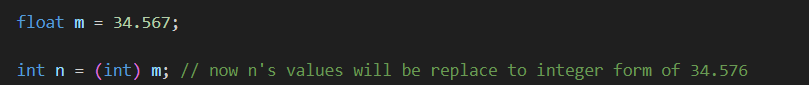 float m = 34.567;
int n = (int) m; // now n's values will be replace to integer form of 34.576